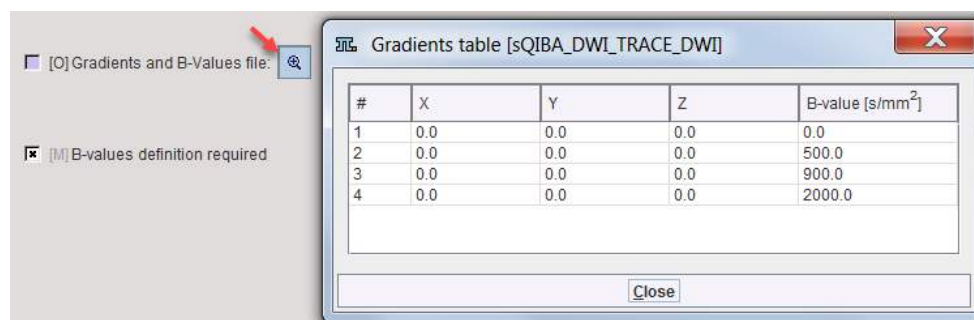 [O] Gradients and B-Values file:
[M] B-values definition required
Gradients table [sQIBA_DWI_TRACE_DWI]
# X Y Z B-value [s/mm²]
1 0.0 0.0 0.0 0.0
2 0.0 0.0 0.0 500.0
3 0.0 0.0 0.0 900.0
4 0.0 0.0 0.0 2000.0
Close